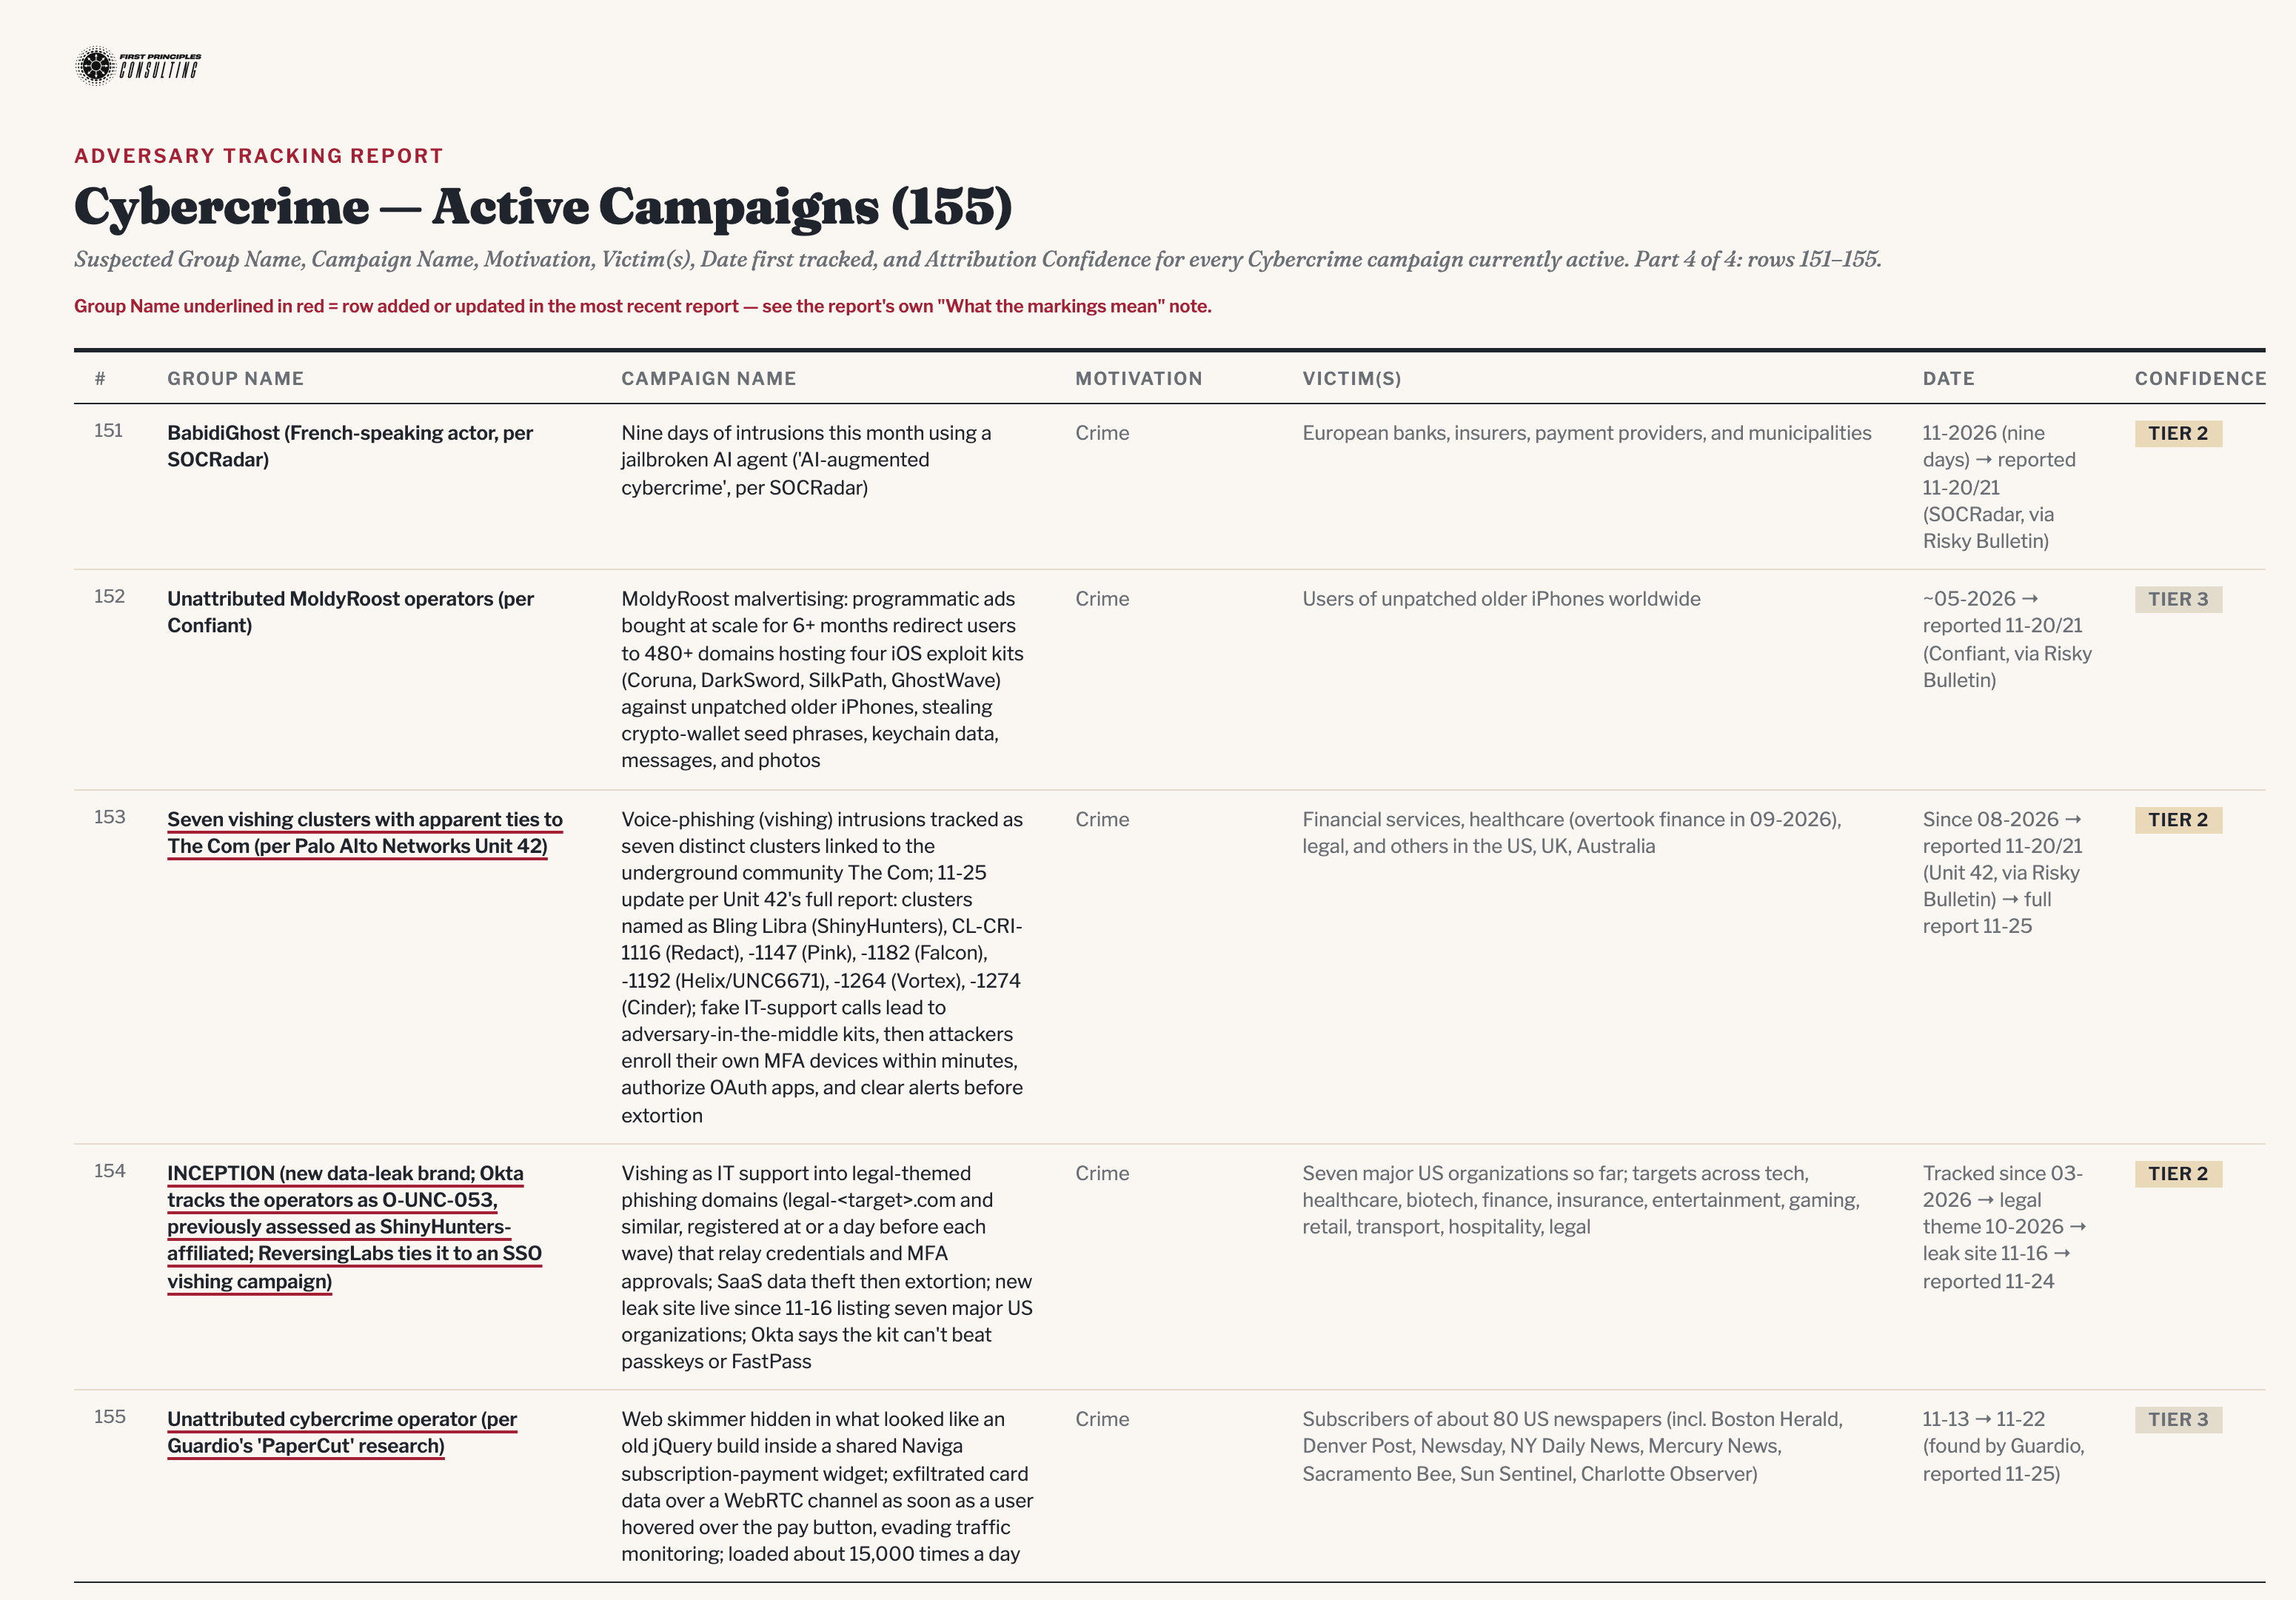 FIRST PRINCIPLES
CONSULTING
ADVERSARY TRACKING REPORT
Cybercrime — Active Campaigns (155)
Suspected Group Name, Campaign Name, Motivation, Victim(s), Date first tracked, and Attribution Confidence for every Cybercrime campaign currently active. Part 4 of 4: rows 151–155.
Group Name underlined in red = row added or updated in the most recent report — see the report's own "What the markings mean" note.
# GROUP NAME CAMPAIGN NAME MOTIVATION VICTIM(S) DATE CONFIDENCE
151
BabidiGhost (French-speaking actor, per
SOCRadar)
Nine days of intrusions this month using a
jailbroken AI agent ('AI-augmented
cybercrime', per SOCRadar)
Crime
European banks, insurers, payment providers, and municipalities
11-2026 (nine
days) → reported
11-20/21
(SOCRadar, via
Risky Bulletin)
TIER 2
152
Unattributed MoldyRoost operators (per
Confiant)
MoldyRoost malvertising: programmatic ads
bought at scale for 6+ months redirect users
to 480+ domains hosting four iOS exploit kits
(Coruna, DarkSword, SilkPath, GhostWave)
against unpatched older iPhones, stealing
crypto-wallet seed phrases, keychain data,
messages, and photos
Crime
Users of unpatched older iPhones worldwide
~05-2026 →
reported 11-20/21
(Confiant, via Risky
Bulletin)
TIER 3
153
Seven vishing clusters with apparent ties to
The Com (per Palo Alto Networks Unit 42)
Voice-phishing (vishing) intrusions tracked as
seven distinct clusters linked to the
underground community The Com; 11-25
update per Unit 42's full report: clusters
named as Bling Libra (ShinyHunters), CL-CRI-
1116 (Redact), -1147 (Pink), -1182 (Falcon),
-1192 (Helix/UNC6671), -1264 (Vortex), -1274
(Cinder); fake IT-support calls lead to
adversary-in-the-middle kits, then attackers
enroll their own MFA devices within minutes,
authorize OAuth apps, and clear alerts before
extortion
Crime
Financial services, healthcare (overtook finance in 09-2026),
legal, and others in the US, UK, Australia
Since 08-2026 →
reported 11-20/21
(Unit 42, via Risky
Bulletin) → full
report 11-25
TIER 2
154
INCEPTION (new data-leak brand; Okta
tracks the operators as O-UNC-053,
previously assessed as ShinyHunters-
affiliated; ReversingLabs ties it to an SSO
vishing campaign)
Vishing as IT support into legal-themed
phishing domains (legal-<target>.com and
similar, registered at or a day before each
wave) that relay credentials and MFA
approvals; SaaS data theft then extortion; new
leak site live since 11-16 listing seven major US
organizations; Okta says the kit can't beat
passkeys or FastPass
Crime
Seven major US organizations so far; targets across tech,
healthcare, biotech, finance, insurance, entertainment, gaming,
retail, transport, hospitality, legal
Tracked since 03-
2026 → legal
theme 10-2026 →
leak site 11-16 →
reported 11-24
TIER 2
155
Unattributed cybercrime operator (per
Guardio's 'PaperCut' research)
Web skimmer hidden in what looked like an
old jQuery build inside a shared Naviga
subscription-payment widget; exfiltrated card
data over a WebRTC channel as soon as a user
hovered over the pay button, evading traffic
monitoring; loaded about 15,000 times a day
Crime
Subscribers of about 80 US newspapers (incl. Boston Herald,
Denver Post, Newsday, NY Daily News, Mercury News,
Sacramento Bee, Sun Sentinel, Charlotte Observer)
11-13 → 11-22
(found by Guardio,
reported 11-25)
TIER 3